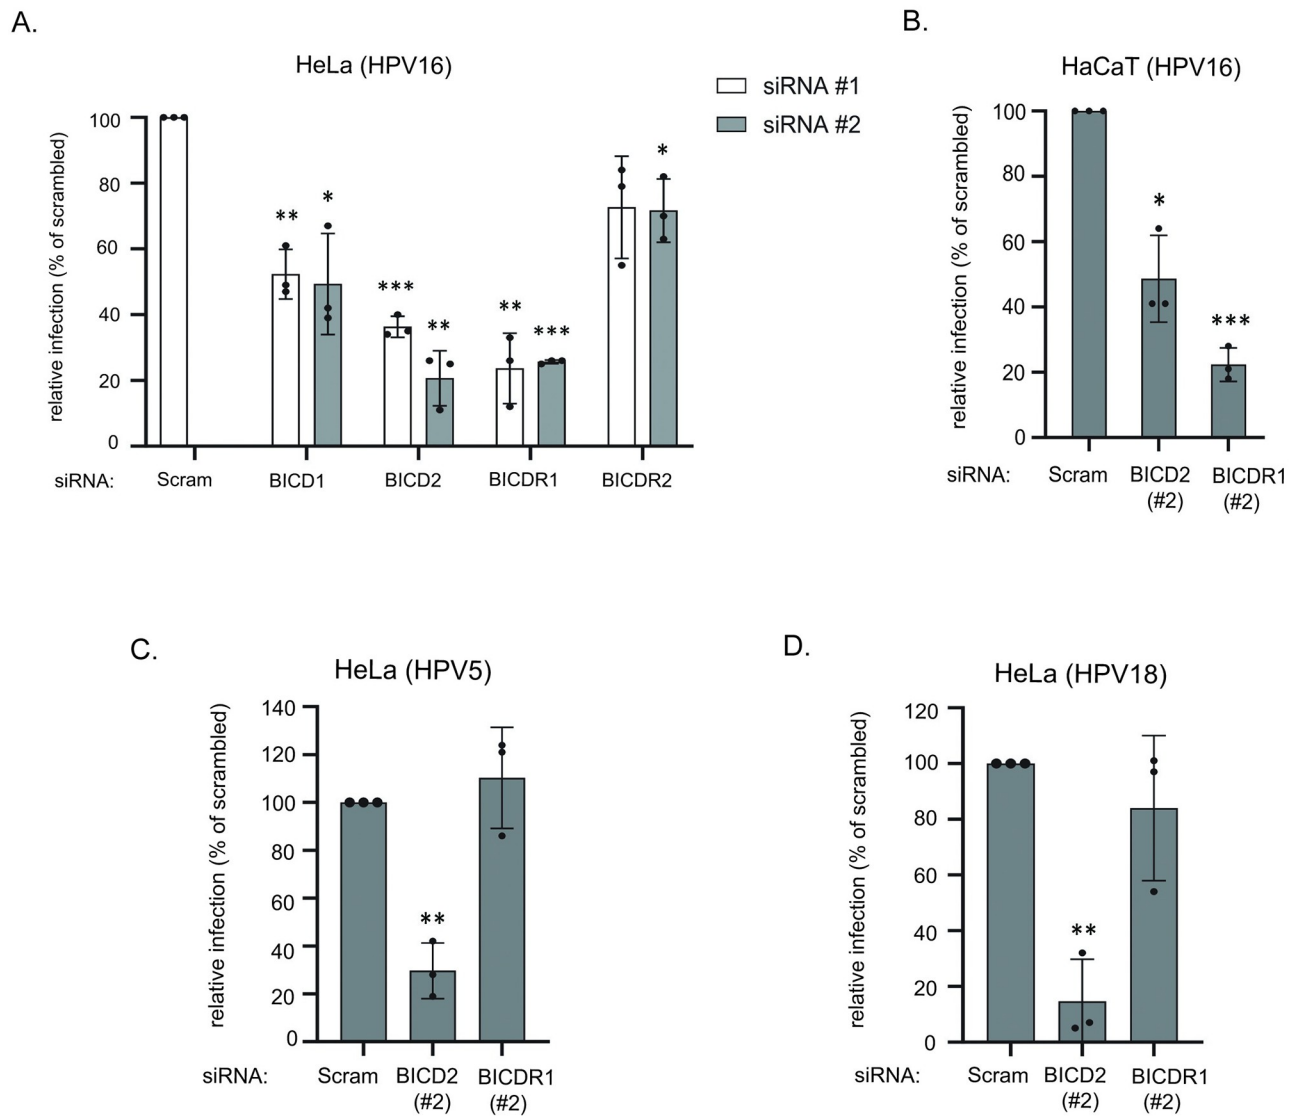 A.
HeLa (HPV16)
siRNA #1
siRNA #2
relative infection (% of scrambled)
100
80
60
40
20
0
** * *** ** ** *** *
siRNA: Scram BICD1 BICD2 BICDR1 BICDR2
B.
HaCaT (HPV16)
relative infection (% of scrambled)
100
80
60
40
20
0
* ***
siRNA: Scram BICD2 BICDR1
(#2) (#2)
C.
HeLa (HPV5)
relative infection (% of scrambled)
140
120
100
80
60
40
20
0
**
siRNA: Scram BICD2 BICDR1
(#2) (#2)
D.
HeLa (HPV18)
relative infection (% of scrambled)
120
100
80
60
40
20
0
**
siRNA: Scram BICD2 BICDR1
(#2) (#2)